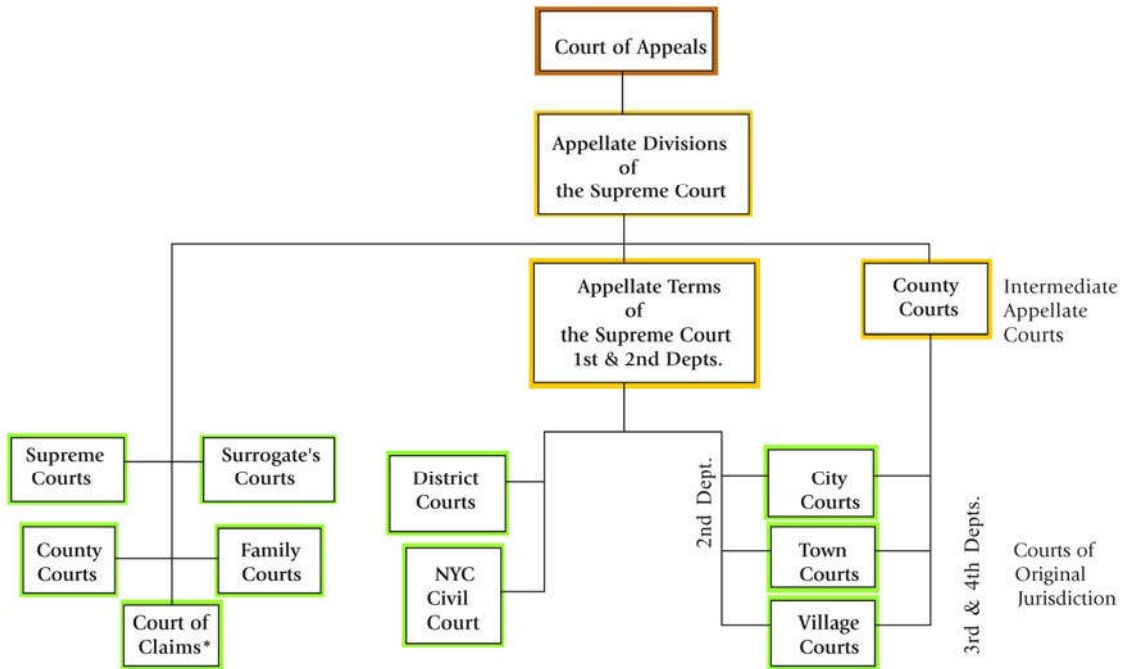 Court of Appeals
Appellate Divisions
of
the Supreme Court
Appellate Terms
of
the Supreme Court
1st & 2nd Depts.
County
Courts
Intermediate
Appellate
Courts
Supreme
Courts
Surrogate's
Courts
County
Courts
Family
Courts
Court of
Claims*
District
Courts
NYC
Civil
Court
2nd Dept.
City
Courts
Town
Courts
Village
Courts
3rd & 4th Depts.
Courts of
Original
Jurisdiction